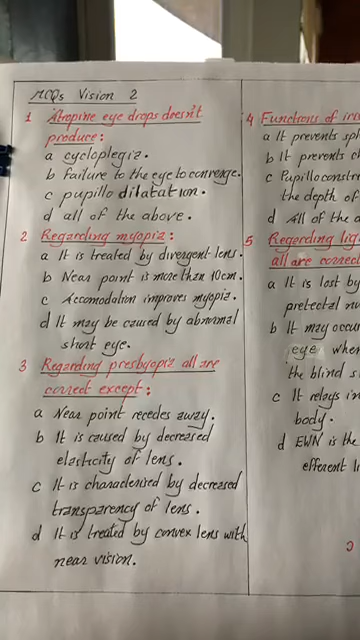 MCQs Vision 2
1 Atropine eye drops doesn't
produce:
a cycloplegia.
b Failure to the eye to converge.
c pupillo dilatation.
d all of the above.
2 Regarding myopia:
a It is treated by divergent lens.
b Near point is more than 10cm.
c Accomodation improves myopia.
d It may be caused by abnormal
short eye.
3 Regarding presbyopia all are
correct except:
a Near point recedes away.
b It is caused by decreased
elasticity of lens.
c It is characterised by decreased
transparency of lens.
d It is treated by convex lens with
near vision.
4 Functions of
a It prevents
b It prevents
c Pupilloconstr
the depth of
d All of the a
5 Regarding
all are correct
a It is lost by
pretectal nu
b It may occur
eye when
the blind s
c It relays in
body.
d EWN is the
efferent li